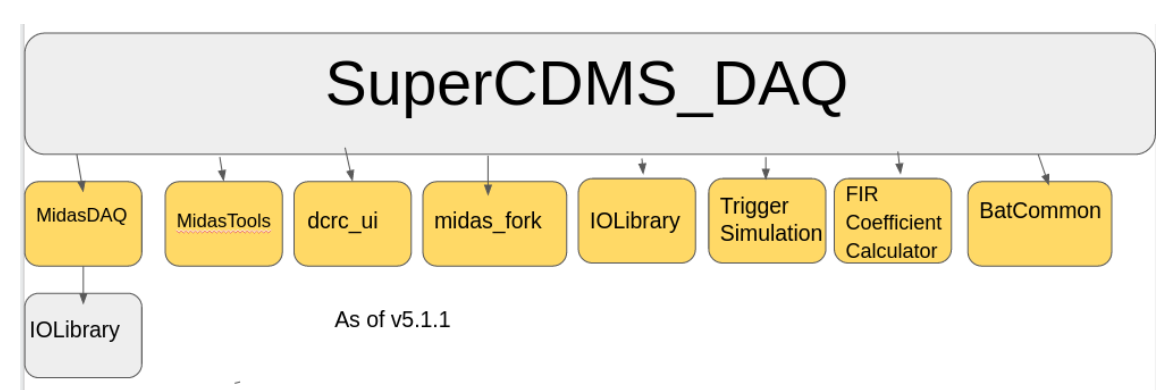 SuperCDMS_DAQ
MidasDAQ
MidasTools
dcrc_ui
midas_fork
IOLibrary
Trigger
Simulation
FIR
Coefficient
Calculator
BatCommon
IOLibrary
As of v5.1.1